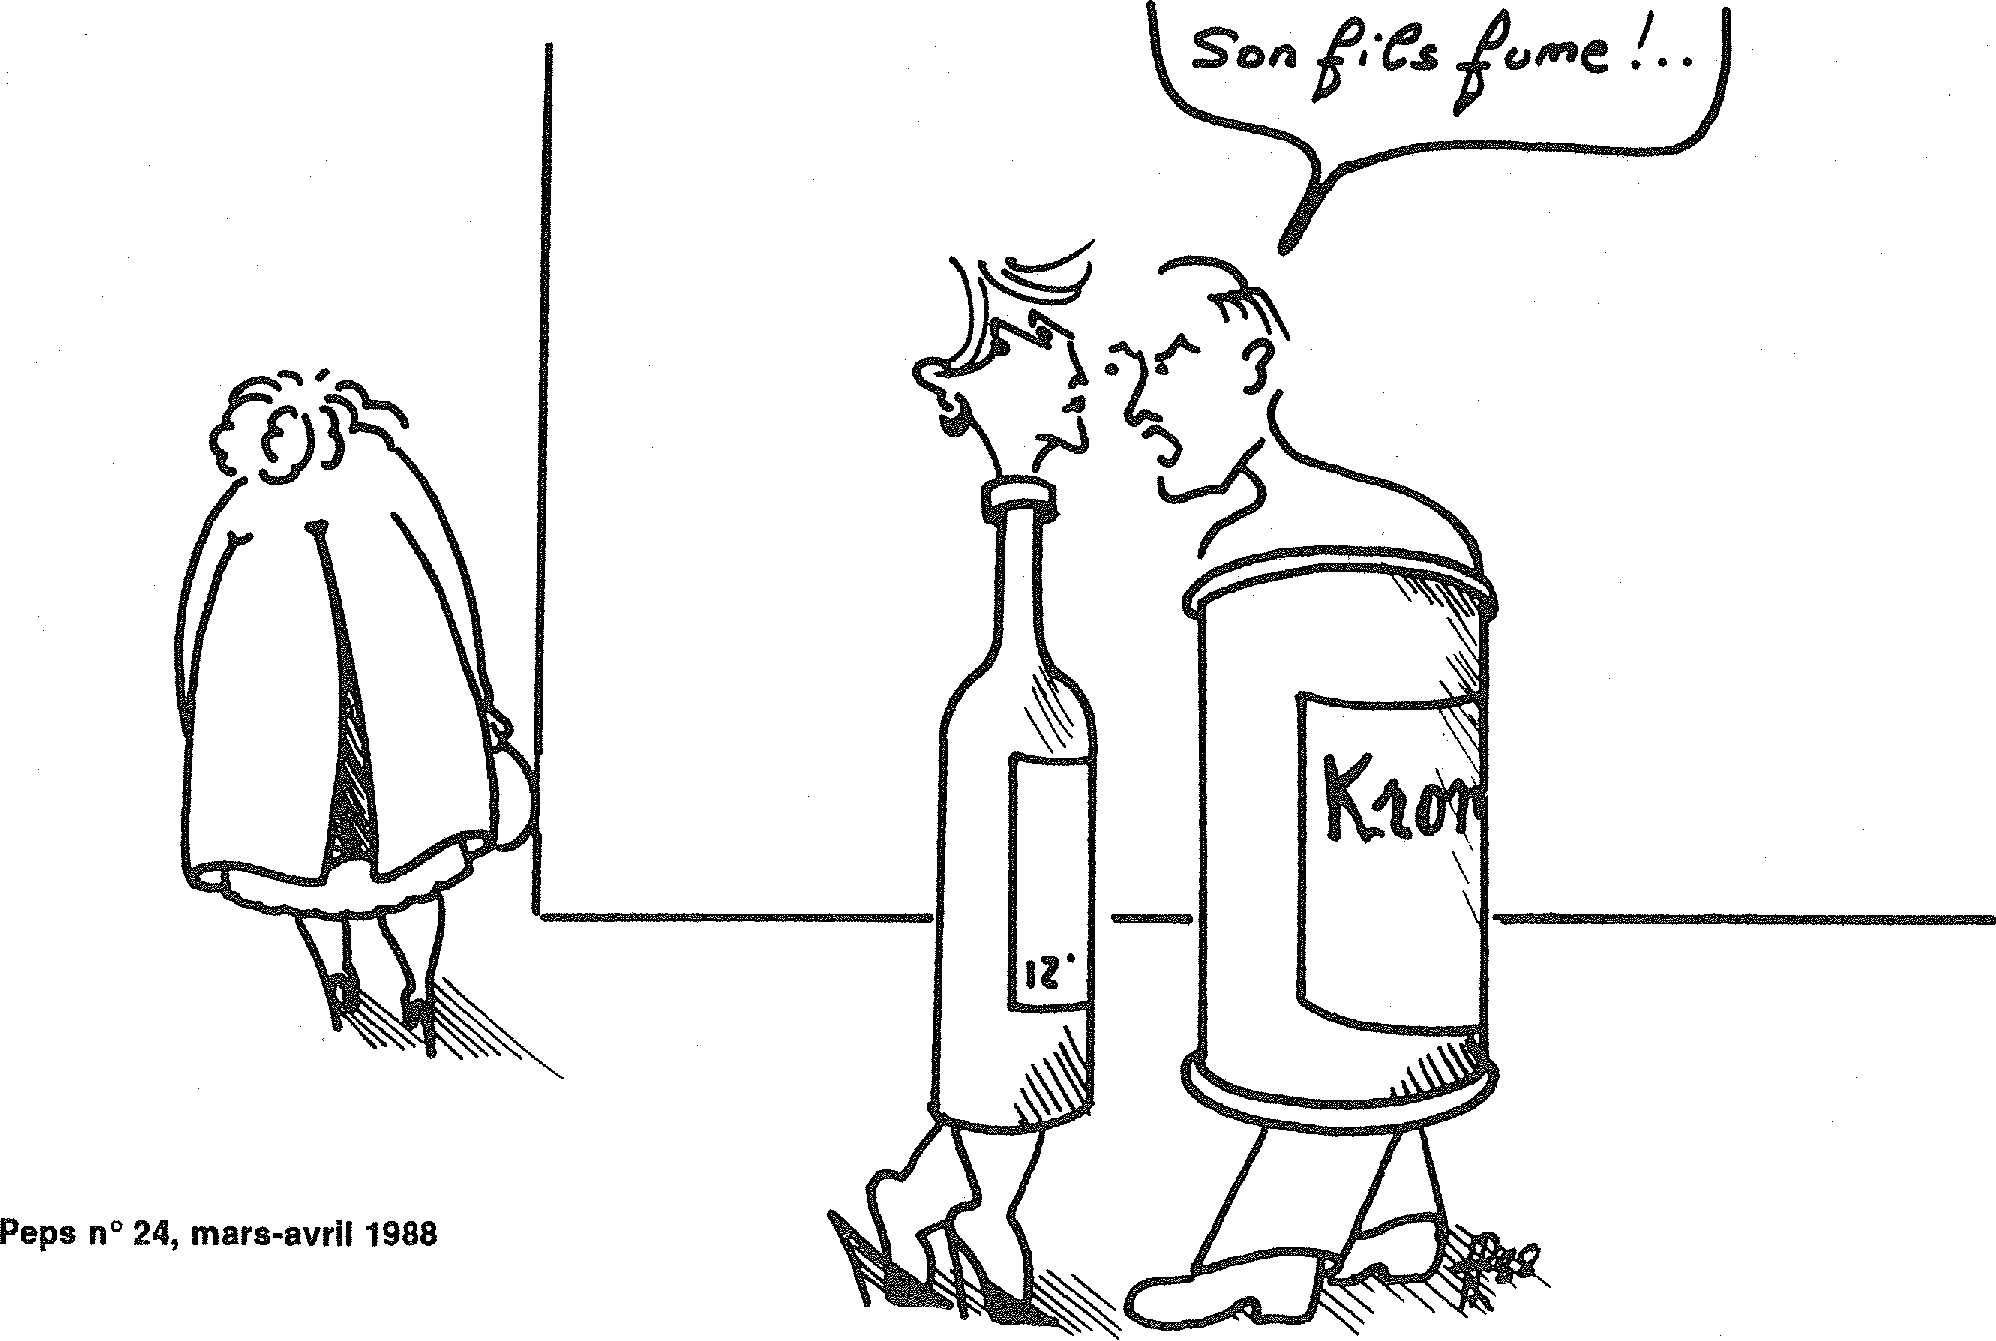 Son fils fume !..
Kron
12°
Peps n° 24, mars-avril 1988